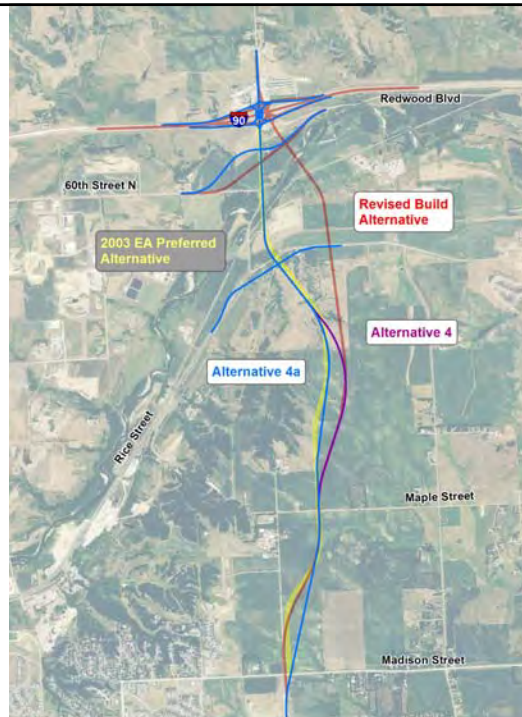 Redwood Blvd
90
60th Street N
Revised Build
Alternative
2003 EA Preferred
Alternative
Alternative 4
Alternative 4a
Rice Street
Maple Street
Madison Street